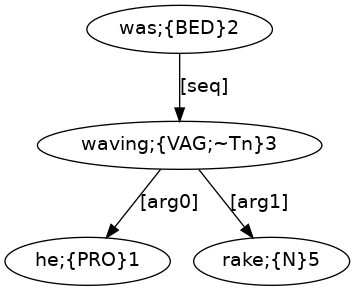 was;{BED}2
[seq]
waving;{VAG;~Tn}3
[arg0] [arg1]
he;{PRO}1 rake;{N}5